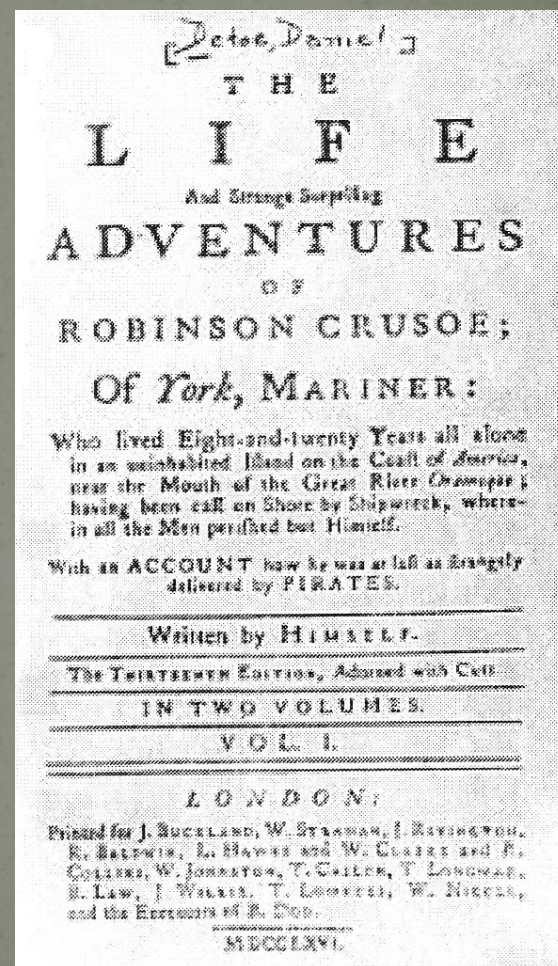 [Defoe, Daniel]
THE
LIFE
And Strange Surprising
ADVENTURES
OF
ROBINSON CRUSOE;
Of York, MARINER:
Who lived Eight-and-twenty Years all alone
in an uninhabited Island on the Coast of America,
near the Mouth of the Great River Oroonoque;
having been cast on Shore by Shipwreck, where-
in all the Men perished but Himself.
With an ACCOUNT how he was at last as strangely
delivered by PIRATES.
Written by HIMSELF.
The THIRTEENTH EDITION, Adorned with Cuts
IN TWO VOLUMES.
VOL. I.
LONDON:
Printed for J. BUCKLAND, W. STRAHAN, J. RIVINGTON,
R. BALDWIN, L. HAWES and W. CLARKE and R.
COLLINS, W. JOHNSTON, T. CASLON, T. LONGMAN,
B. LAW, J. T. LOWNDES, W. NICOLL,
and the Executors of B. DOD.
MDCCLXVI.